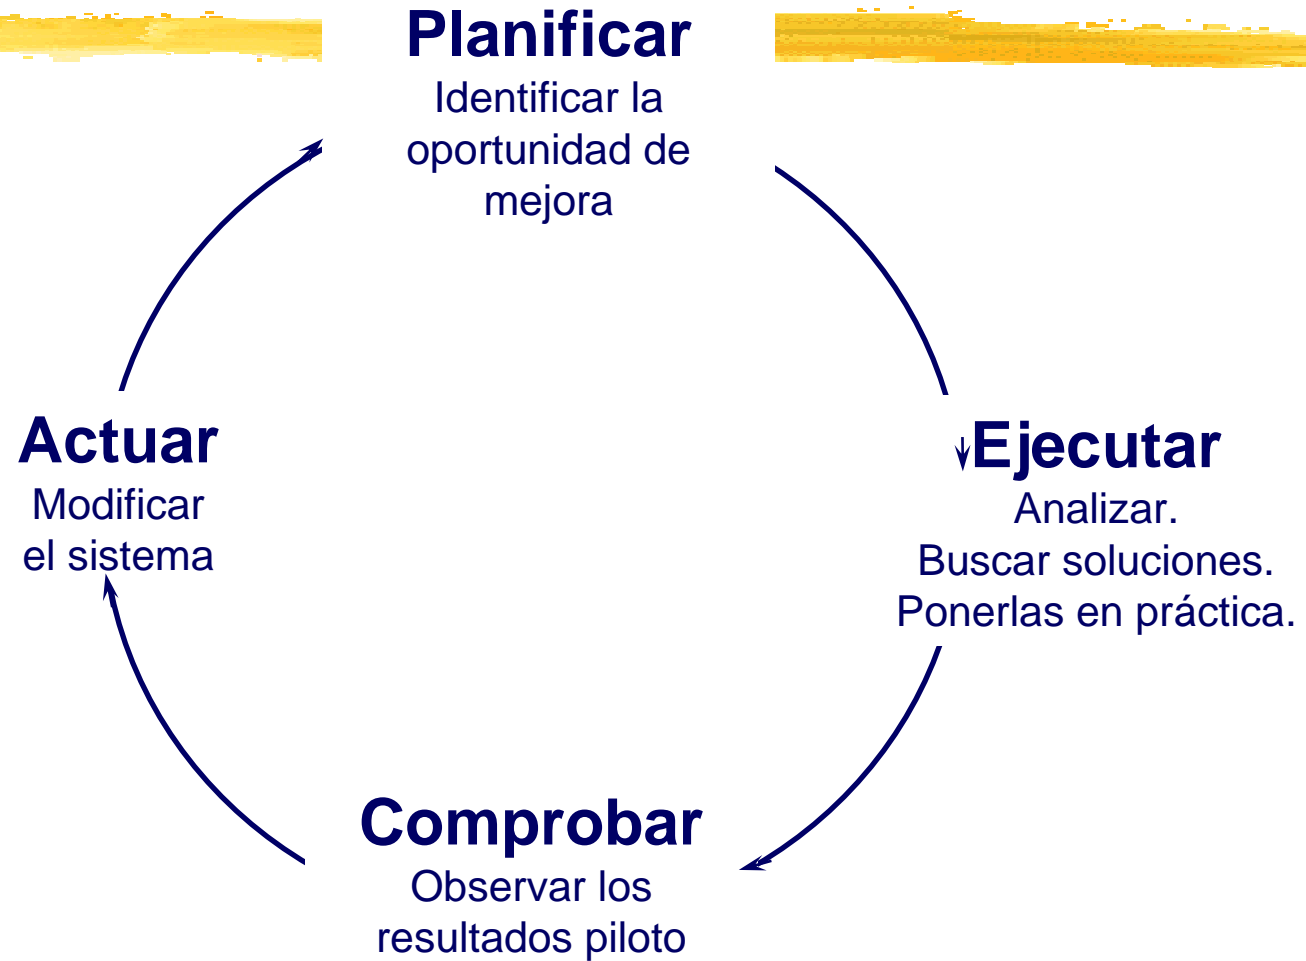 Planificar
Identificar la
oportunidad de
mejora
Actuar
Modificar
el sistema
Ejecutar
Analizar.
Buscar soluciones.
Ponerlas en práctica.
Comprobar
Observar los
resultados piloto